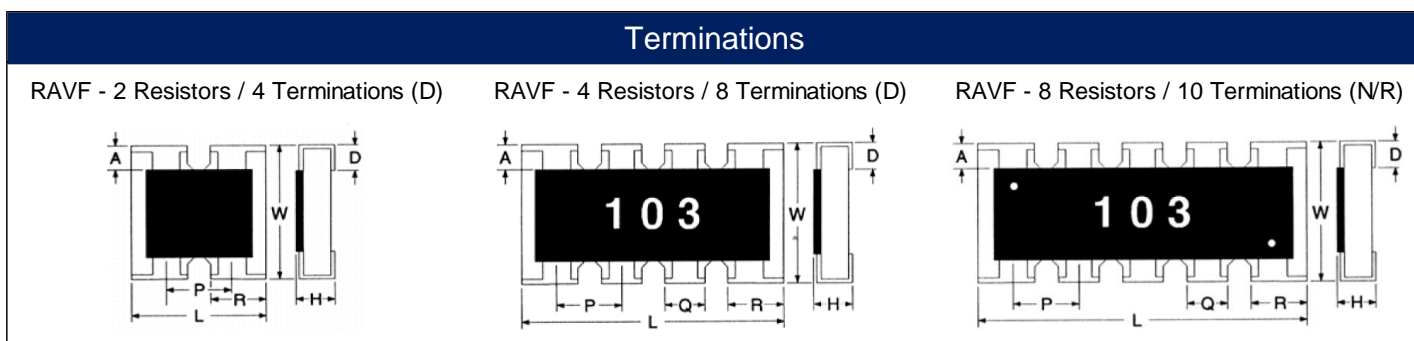 Terminations
RAVF - 2 Resistors / 4 Terminations (D)
RAVF - 4 Resistors / 8 Terminations (D)
RAVF - 8 Resistors / 10 Terminations (N/R)
A
D
W
P
R
H
L
A
D
103
W
P
Q
R
H
L
A
D
103
W
P
Q
R
H
L